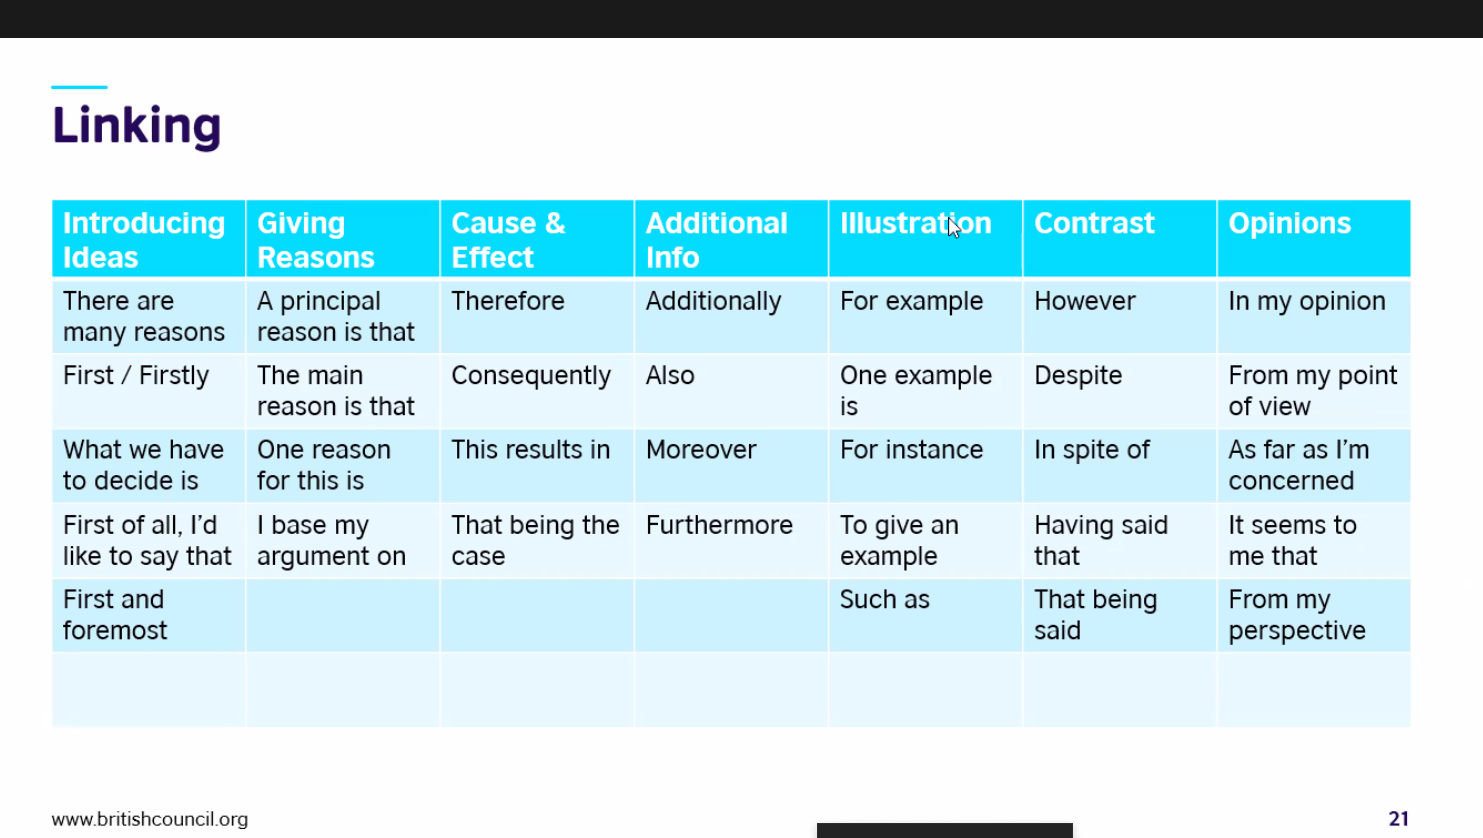 Linking
Introducing Ideas | Giving Reasons | Cause & Effect | Additional Info | Illustration | Contrast | Opinions
There are many reasons | A principal reason is that | Therefore | Additionally | For example | However | In my opinion
First / Firstly | The main reason is that | Consequently | Also | One example is | Despite | From my point of view
What we have to decide is | One reason for this is | This results in | Moreover | For instance | In spite of | As far as I’m concerned
First of all, I’d like to say that | I base my argument on | That being the case | Furthermore | To give an example | Having said that | It seems to me that
First and foremost | | | | Such as | That being said | From my perspective
www.britishcouncil.org
21